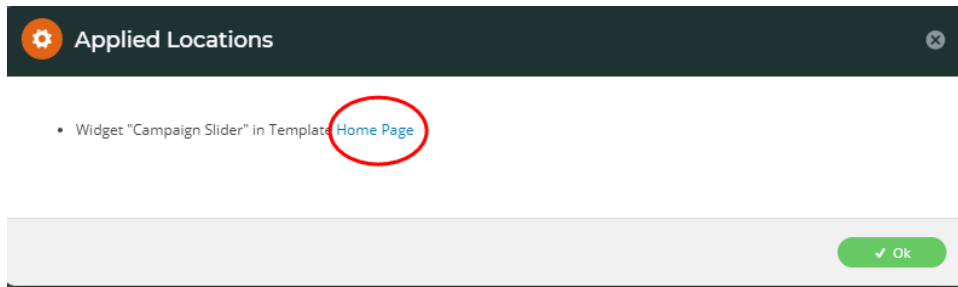 Applied Locations
Widget "Campaign Slider" in Template Home Page
Ok